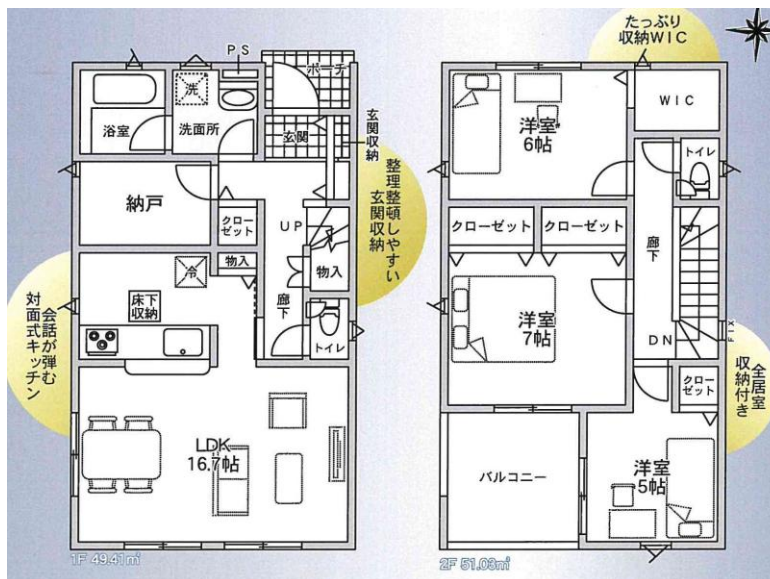 PS
ポーチ
洗
浴室
洗面所
玄関
玄関収納
整理整頓しやすい
玄関収納
納戸
クロー
ゼット
UP
物入
冷
物入
床下
収納
廊下
トイレ
会話が弾む
対面式キッチン
LDK
16.7帖
1F 49.41㎡
たっぷり
収納WIC
WIC
洋室
6帖
トイレ
クローゼット
クローゼット
廊下
洋室
7帖
DN
FIX
クロー
ゼット
全居室
収納付き
バルコニー
洋室
5帖
2F 51.03㎡